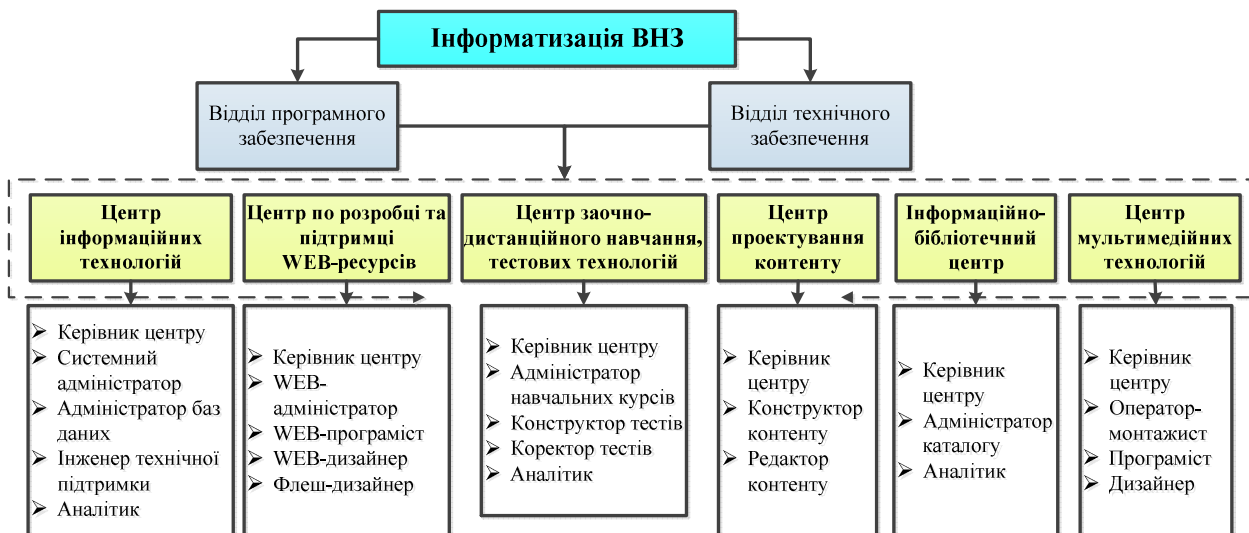 Інформатизація ВНЗ
Відділ програмного
забезпечення
Відділ технічного
забезпечення
Центр
інформаційних
технологій
Центр по розробці та
підтримці
WEB-ресурсів
Центр заочно-
дистанційного навчання,
тестових технологій
Центр
проектування
контенту
Інформаційно-
бібліотечний
центр
Центр
мультимедійних
технологій
Керівник центру
Системний
адміністратор
Адміністратор баз
даних
Інженер технічної
підтримки
Аналітик
Керівник центру
WEB-
адміністратор
WEB-програміст
WEB-дизайнер
Флеш-дизайнер
Керівник центру
Адміністратор
навчальних курсів
Конструктор тестів
Коректор тестів
Аналітик
Керівник
центру
Конструктор
контенту
Редактор
контенту
Керівник
центру
Адміністратор
каталогу
Аналітик
Керівник
центру
Оператор-
монтажист
Програміст
Дизайнер